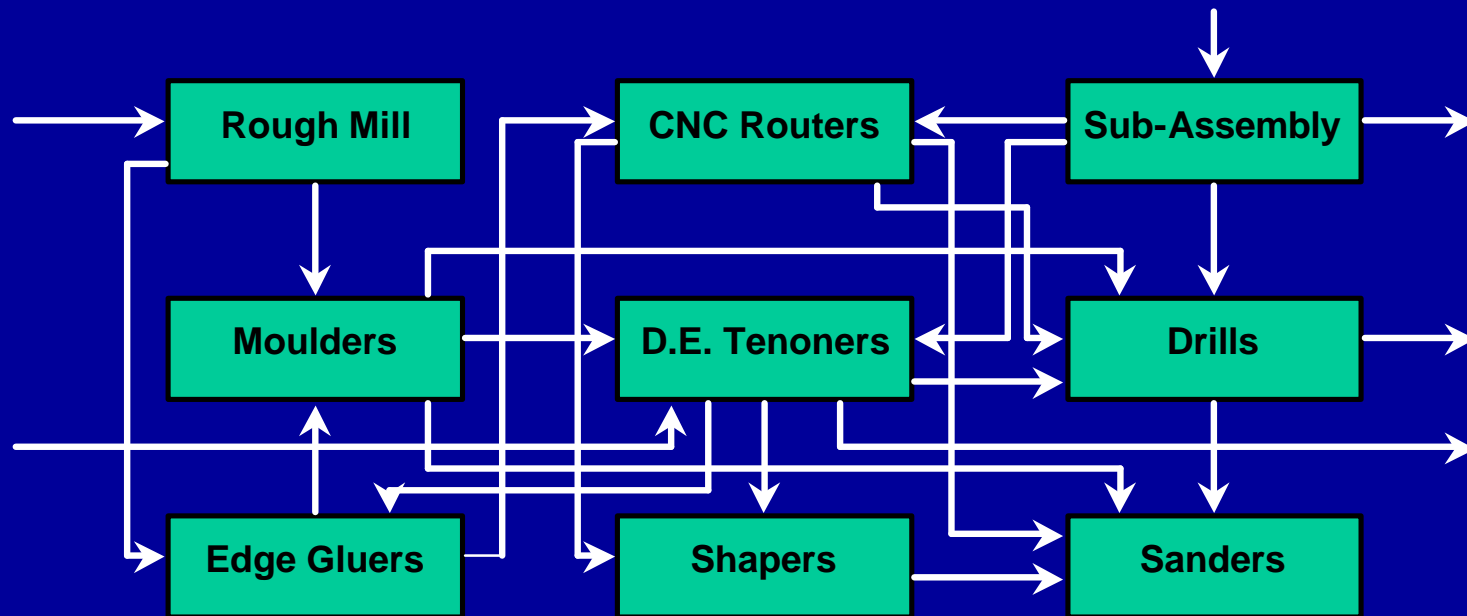 Rough Mill
CNC Routers
Sub-Assembly
Moulders
D.E. Tenoners
Drills
Edge Gluers
Shapers
Sanders